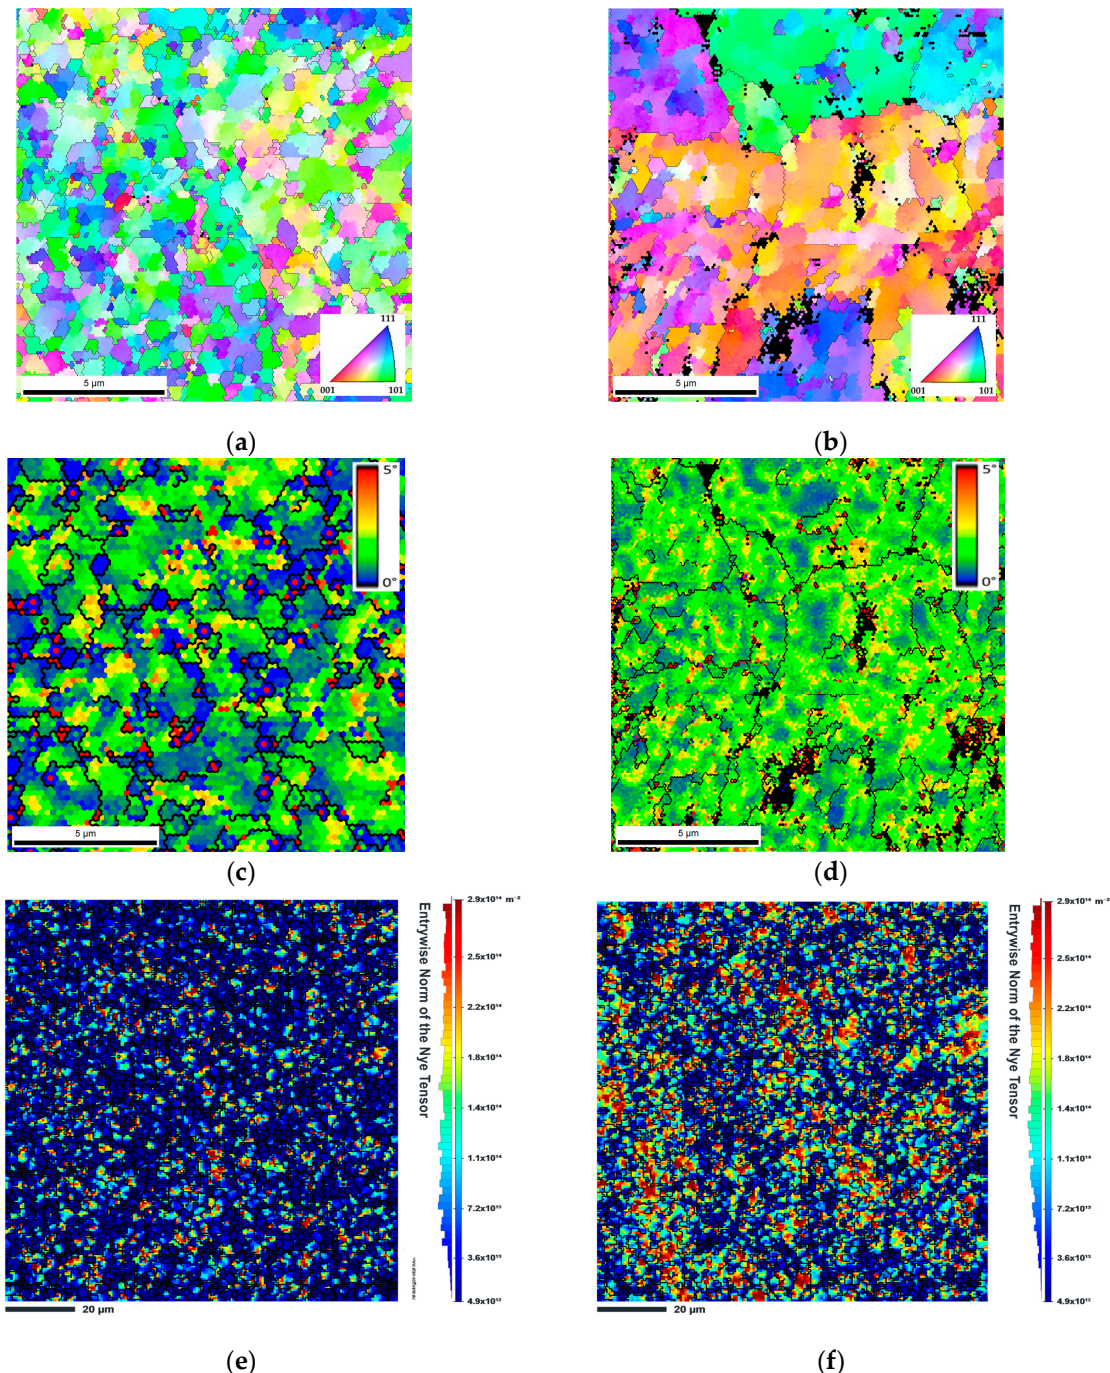 111
001 101
5 µm
111
001 101
5 µm
(a)
(b)
5°
0°
5 µm
5°
0°
5 µm
(c)
(d)
2.9x10¹⁴ m⁻²
2.5x10¹⁴
2.2x10¹⁴
1.8x10¹⁴
1.4x10¹⁴
1.1x10¹⁴
7.2x10¹³
3.6x10¹³
4.9x10¹²
Entrywise Norm of the Nye Tensor
20 µm
2.9x10¹⁴ m⁻²
2.5x10¹⁴
2.2x10¹⁴
1.8x10¹⁴
1.4x10¹⁴
1.1x10¹⁴
7.2x10¹³
3.6x10¹³
4.9x10¹²
Entrywise Norm of the Nye Tensor
20 µm
(e)
(f)